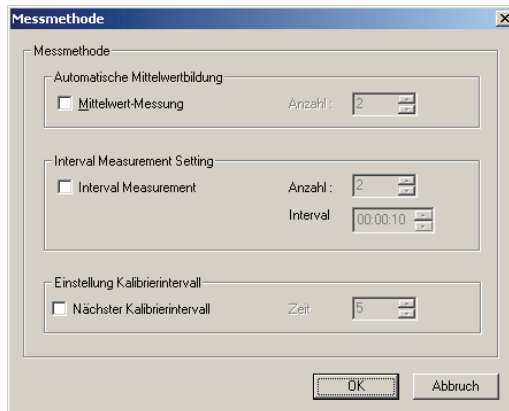 Messmethode
Messmethode
Automatische Mittelwertbildung
Mittelwert-Messung Anzahl : 2
Interval Measurement Setting
Interval Measurement Anzahl : 2
Interval 00:00:10
Einstellung Kalibrierintervall
Nächster Kalibrierintervall Zeit 5
OK Abbruch